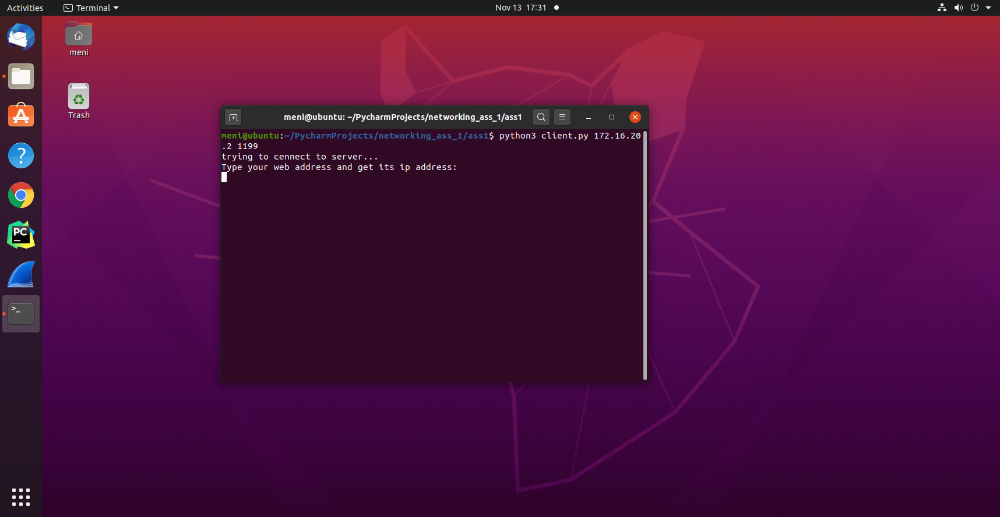 Activities
Terminal
Nov 13 17:31
meni
Trash
meni@ubuntu: ~/PycharmProjects/networking_ass_1/ass1
meni@ubuntu:~/PycharmProjects/networking_ass_1/ass1$ python3 client.py 172.16.20
.2 1199
trying to cennect to server...
Type your web address and get its ip address:
A
?
PC
>_